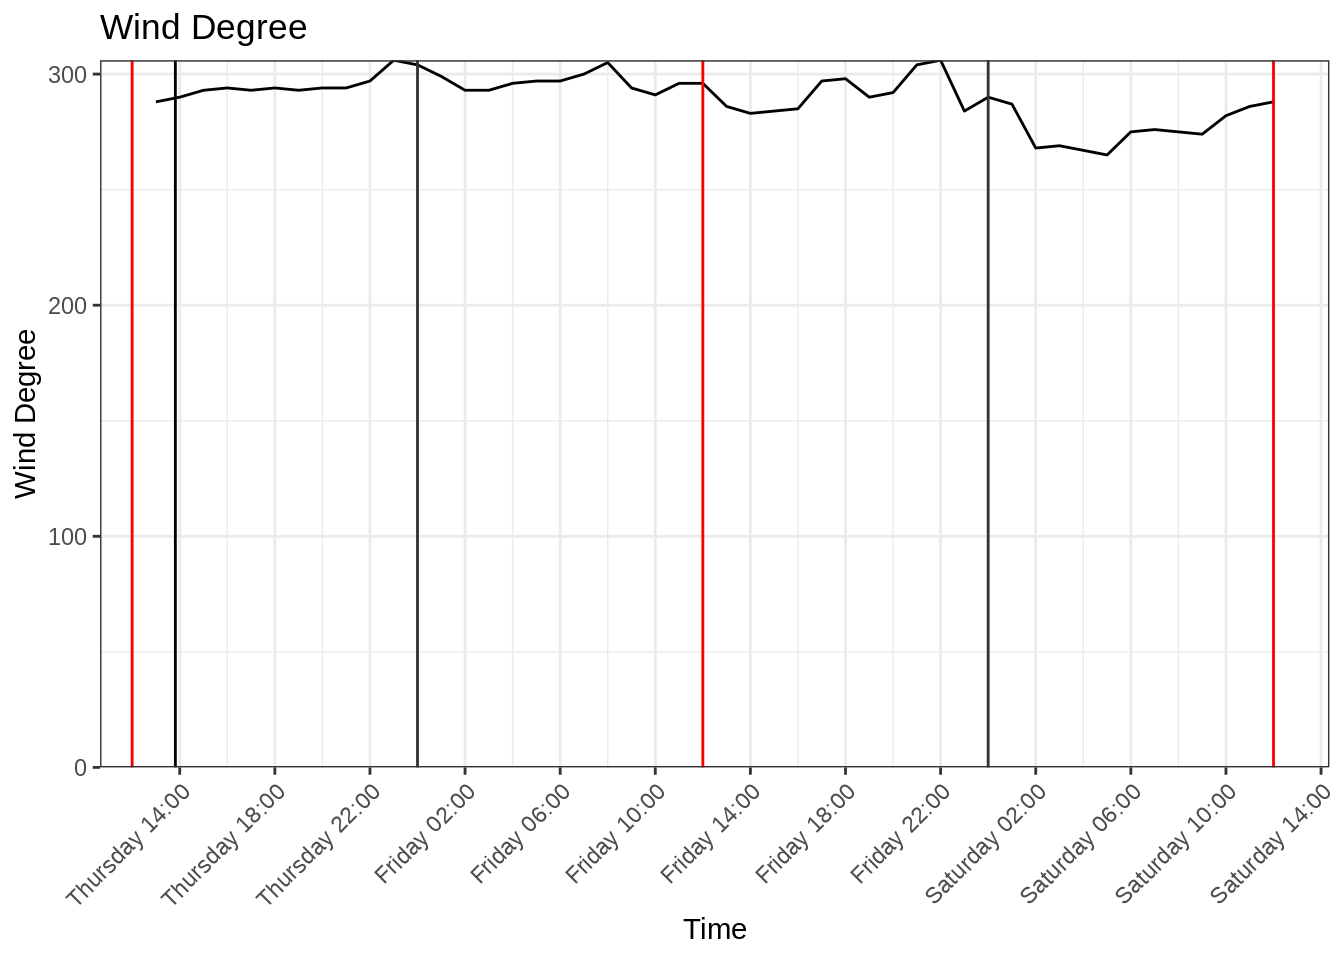 Wind Degree
Wind Degree
300
200
100
0
Thursday 14:00
Thursday 18:00
Thursday 22:00
Friday 02:00
Friday 06:00
Friday 10:00
Friday 14:00
Friday 18:00
Friday 22:00
Saturday 02:00
Saturday 06:00
Saturday 10:00
Saturday 14:00
Time